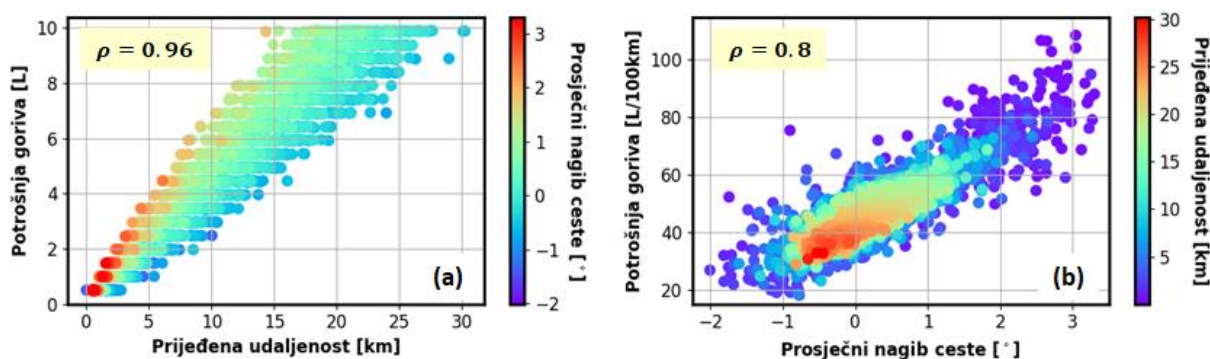 10
8
6
4
2
0
Potrošnja goriva [L]
ρ = 0.96
(a)
0 5 10 15 20 25 30
Prijeđena udaljenost [km]
3
2
1
0
−1
−2
Prosječni nagib ceste [°]
100
80
60
40
20
Potrošnja goriva [L/100km]
ρ = 0.8
(b)
−2 −1 0 1 2 3
Prosječni nagib ceste [°]
30
25
20
15
10
5
Prijeđena udaljenost [km]